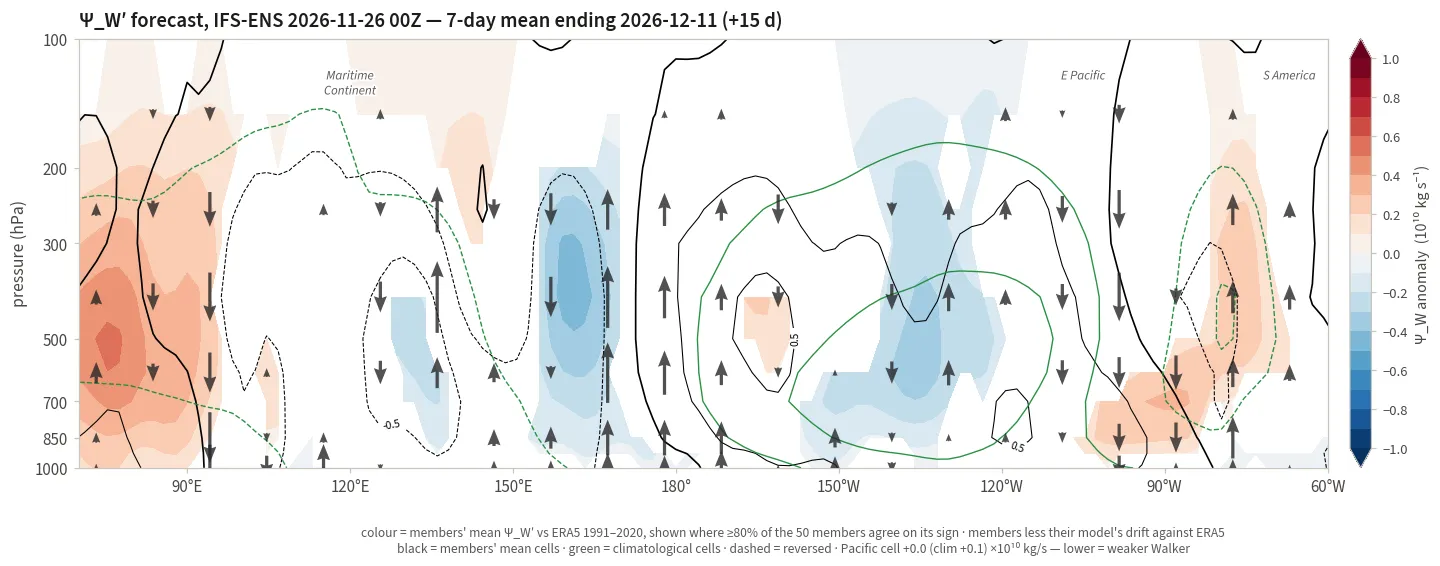 Ψ_W′ forecast, IFS-ENS 2026-11-26 00Z — 7-day mean ending 2026-12-11 (+15 d)
100
200
300
400
500
700
850
1000
pressure (hPa)
Maritime
Continent
E Pacific
S America
-0.5
0.5
0.5
90°E
120°E
150°E
180°
150°W
120°W
90°W
60°W
1.0
0.8
0.6
0.4
0.2
0.0
−0.2
−0.4
−0.6
−0.8
−1.0
Ψ_W anomaly (10¹⁰ kg s⁻¹)
colour = members' mean Ψ_W′ vs ERA5 1991–2020, shown where ≥80% of the 50 members agree on its sign · members less their model's drift against ERA5
black = members' mean cells · green = climatological cells · dashed = reversed · Pacific cell +0.0 (clim +0.1) ×10¹⁰ kg/s — lower = weaker Walker